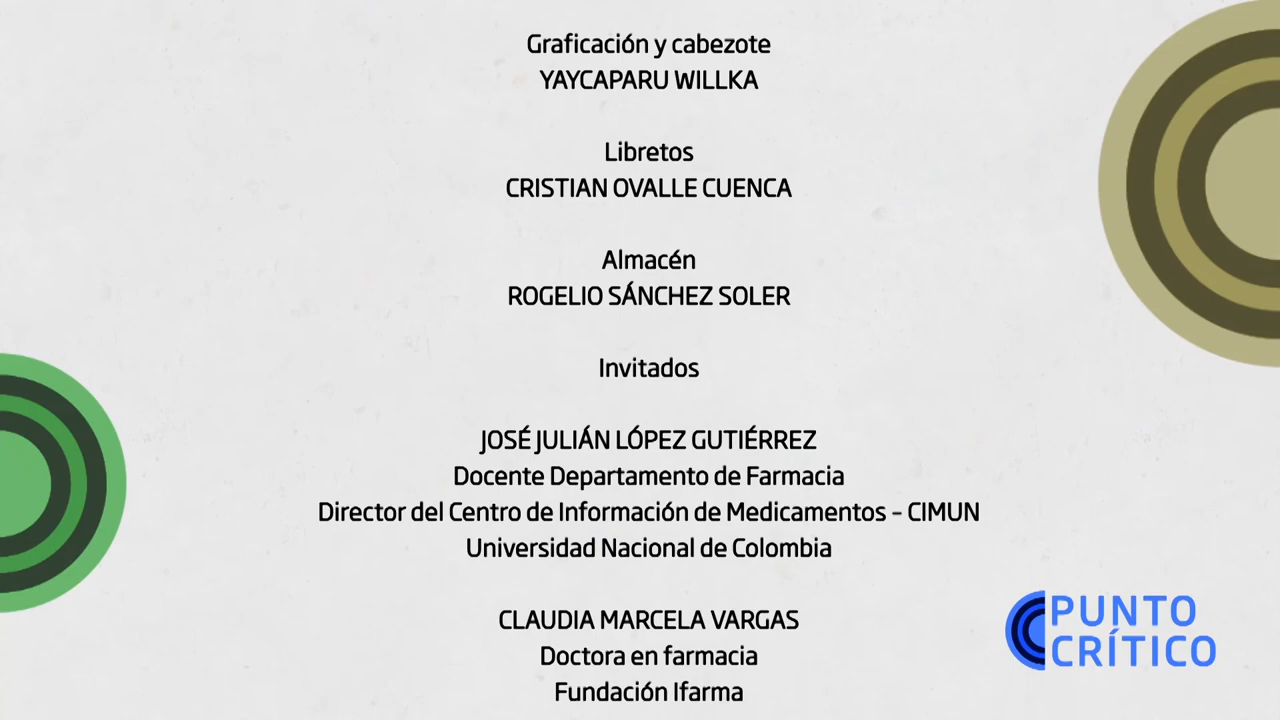 Graficación y cabezote
YAYCAPARU WILLKA
Libretos
CRISTIAN OVALLE CUENCA
Almacén
ROGELIO SÁNCHEZ SOLER
Invitados
JOSÉ JULIÁN LÓPEZ GUTIÉRREZ
Docente Departamento de Farmacia
Director del Centro de Información de Medicamentos – CIMUN
Universidad Nacional de Colombia
CLAUDIA MARCELA VARGAS
Doctora en farmacia
Fundación Ifarma
PUNTO
CRÍTICO